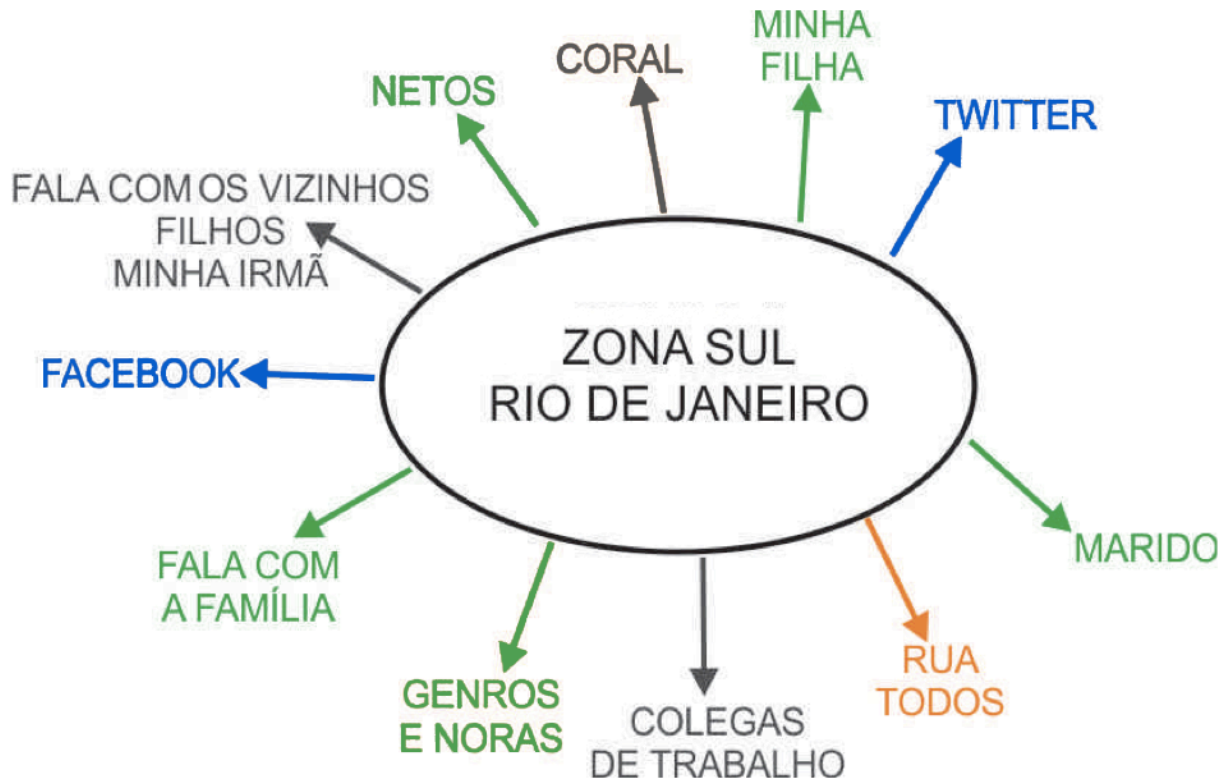 MINHA
FILHA
CORAL
NETOS
TWITTER
FALA COM OS VIZINHOS
FILHOS
MINHA IRMÃ
ZONA SUL
RIO DE JANEIRO
FACEBOOK
MARIDO
FALA COM
A FAMÍLIA
RUA
TODOS
GENROS
E NORAS
COLEGAS
DE TRABALHO